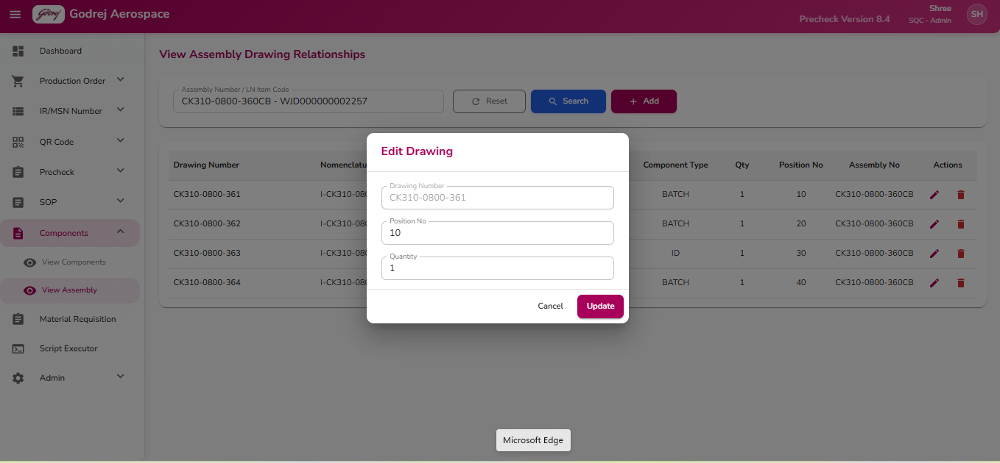 Godrej
Godrej Aerospace
Precheck Version 8.4
Shree
SQC - Admin
SH
Dashboard
Production Order
IR/MSN Number
QR Code
Precheck
SOP
Components
View Components
View Assembly
Material Requisition
Script Executor
Admin
View Assembly Drawing Relationships
Assembly Number / LN Item Code
CK310-0800-360CB - WJD000000002257
Reset
Search
+ Add
Drawing Number Nomenclatu Component Type Qty Position No Assembly No Actions
CK310-0800-361 I-CK310-080 BATCH 1 10 CK310-0800-360CB
CK310-0800-362 I-CK310-080 BATCH 1 20 CK310-0800-360CB
CK310-0800-363 I-CK310-080 ID 1 30 CK310-0800-360CB
CK310-0800-364 I-CK310-080 BATCH 1 40 CK310-0800-360CB
Edit Drawing
Drawing Number
CK310-0800-361
Position No
10
Quantity
1
Cancel
Update
Microsoft Edge